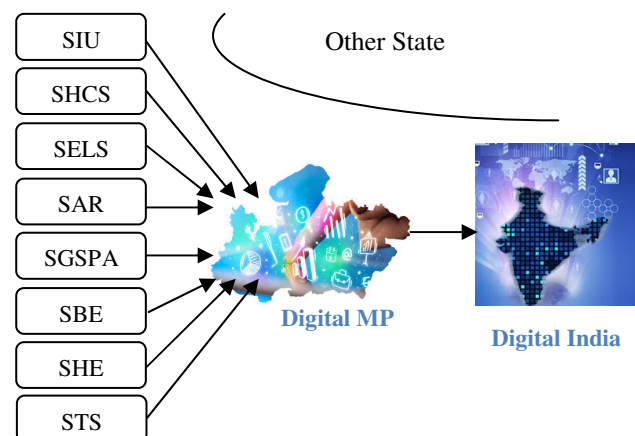 SIU
Other State
SHCS
SELS
SAR
SGSPA
SBE
SHE
STS
Digital MP
Digital India